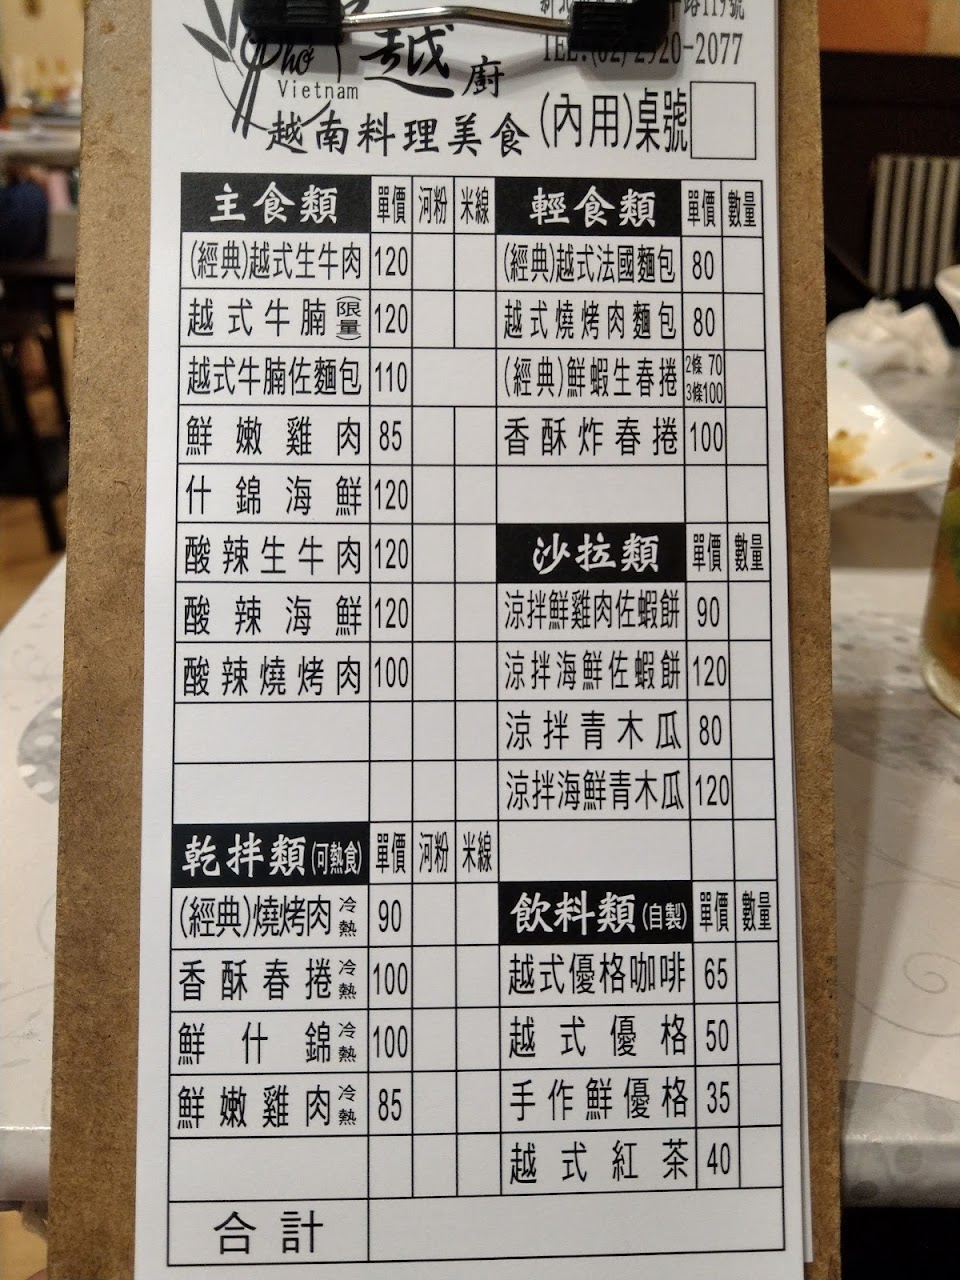 路119號
TEL:(02)2920-2077
Phở
Vietnam
越廚
越南料理美食 (內用)桌號
主食類 單價 河粉 米線
(經典)越式生牛肉 120
越式牛腩(限量) 120
越式牛腩佐麵包 110
鮮嫩雞肉 85
什錦海鮮 120
酸辣生牛肉 120
酸辣海鮮 120
酸辣燒烤肉 100
乾拌類(可熱食) 單價 河粉 米線
(經典)燒烤肉 冷熱 90
香酥春捲 冷熱 100
鮮什錦 冷熱 100
鮮嫩雞肉 冷熱 85
輕食類 單價 數量
(經典)越式法國麵包 80
越式燒烤肉麵包 80
(經典)鮮蝦生春捲 2條 70 3條100
香酥炸春捲 100
沙拉類 單價 數量
涼拌鮮雞肉佐蝦餅 90
涼拌海鮮佐蝦餅 120
涼拌青木瓜 80
涼拌海鮮青木瓜 120
飲料類(自製) 單價 數量
越式優格咖啡 65
越式優格 50
手作鮮優格 35
越式紅茶 40
合計